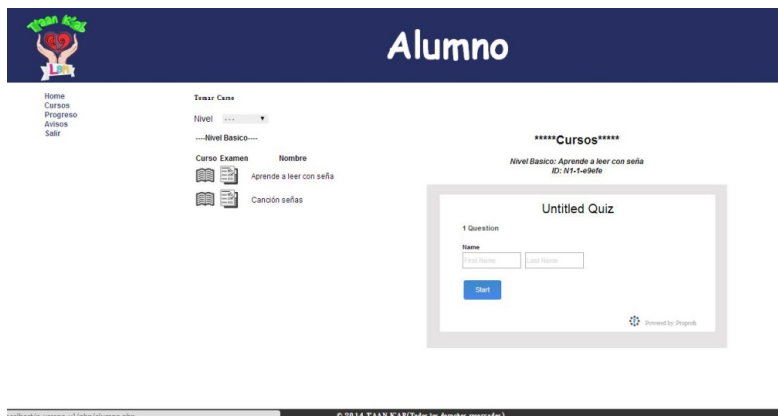 Alumno
LSM
Home
Cursos
Progreso
Avisos
Salir
Tomar Curso
Nivel ---
----Nivel Basico----
Curso Examen Nombre
Aprende a leer con seña
Canción señas
*****Cursos*****
Nivel Basico: Aprende a leer con seña
ID: N1-1-e9efe
Untitled Quiz
1 Question
Name
First Name Last Name
Start
Powered by Proprofs
© 2014 TAAN K'AB(Todos los derechos reservados)